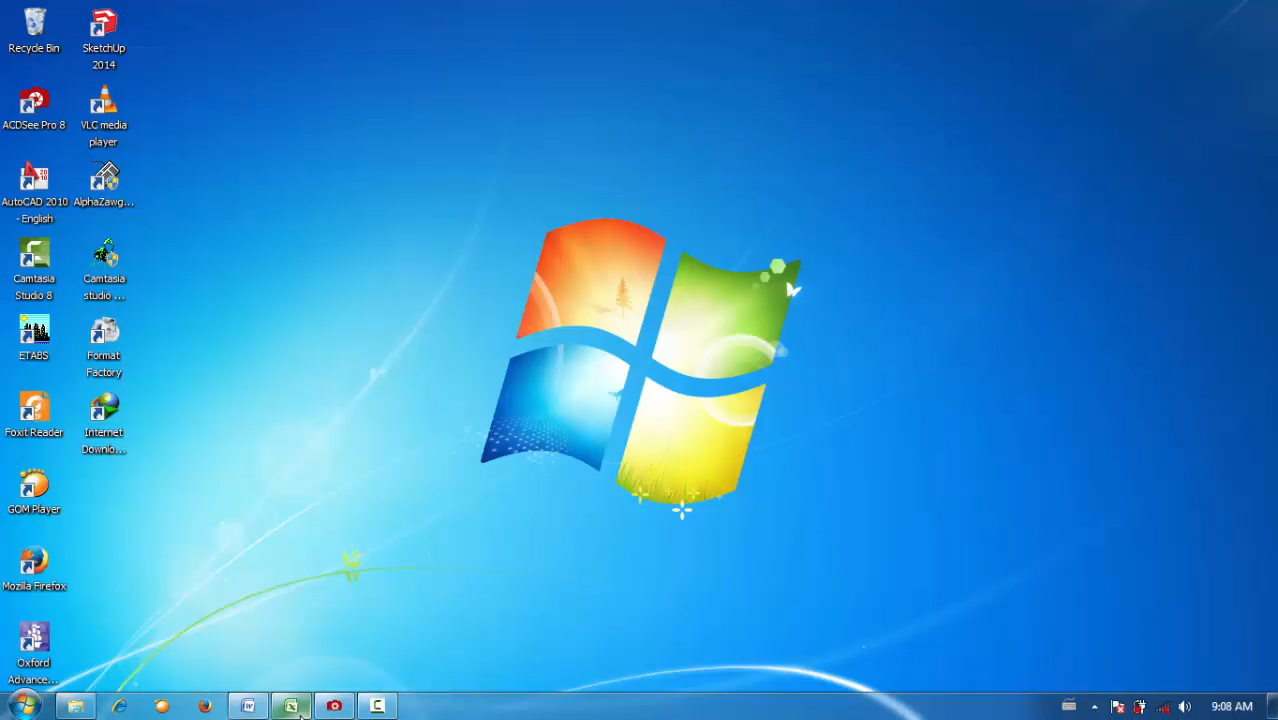 Recycle Bin
SketchUp
2014
ACDSee Pro 8
VLC media
player
AutoCAD 2010
- English
AlphaZawg...
Camtasia
Studio 8
Camtasia
studio ...
ETABS
Format
Factory
Foxit Reader
Internet
Downlo...
GOM Player
Mozilla Firefox
Oxford
Advance...
9:08 AM